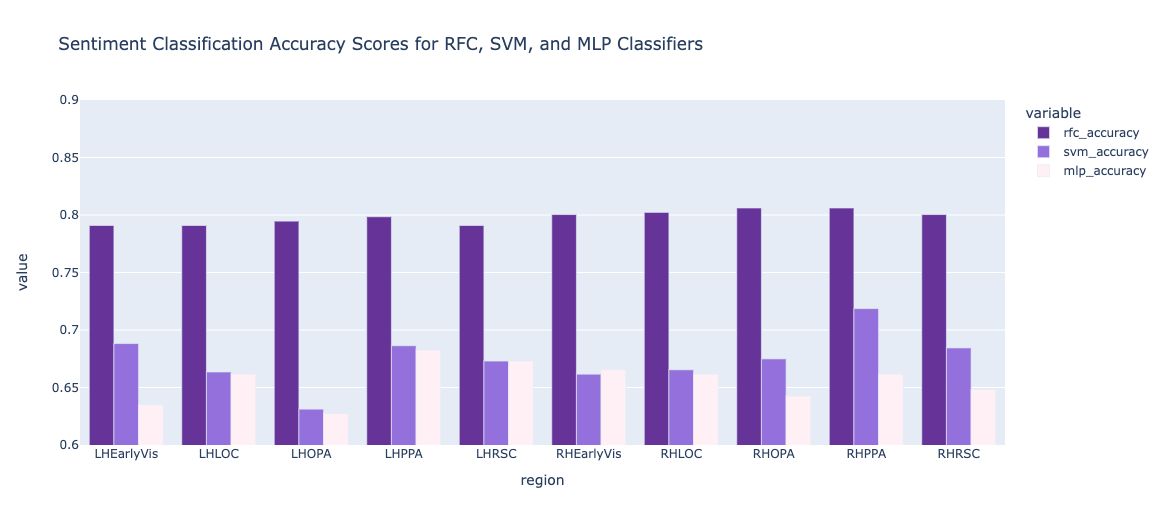 Sentiment Classification Accuracy Scores for RFC, SVM, and MLP Classifiers
variable
rfc_accuracy
svm_accuracy
mlp_accuracy
value
0.9
0.85
0.8
0.75
0.7
0.65
0.6
LHEarlyVis LHLOC LHOPA LHPPA LHRSC RHEarlyVis RHLOC RHOPA RHPPA RHRSC
region